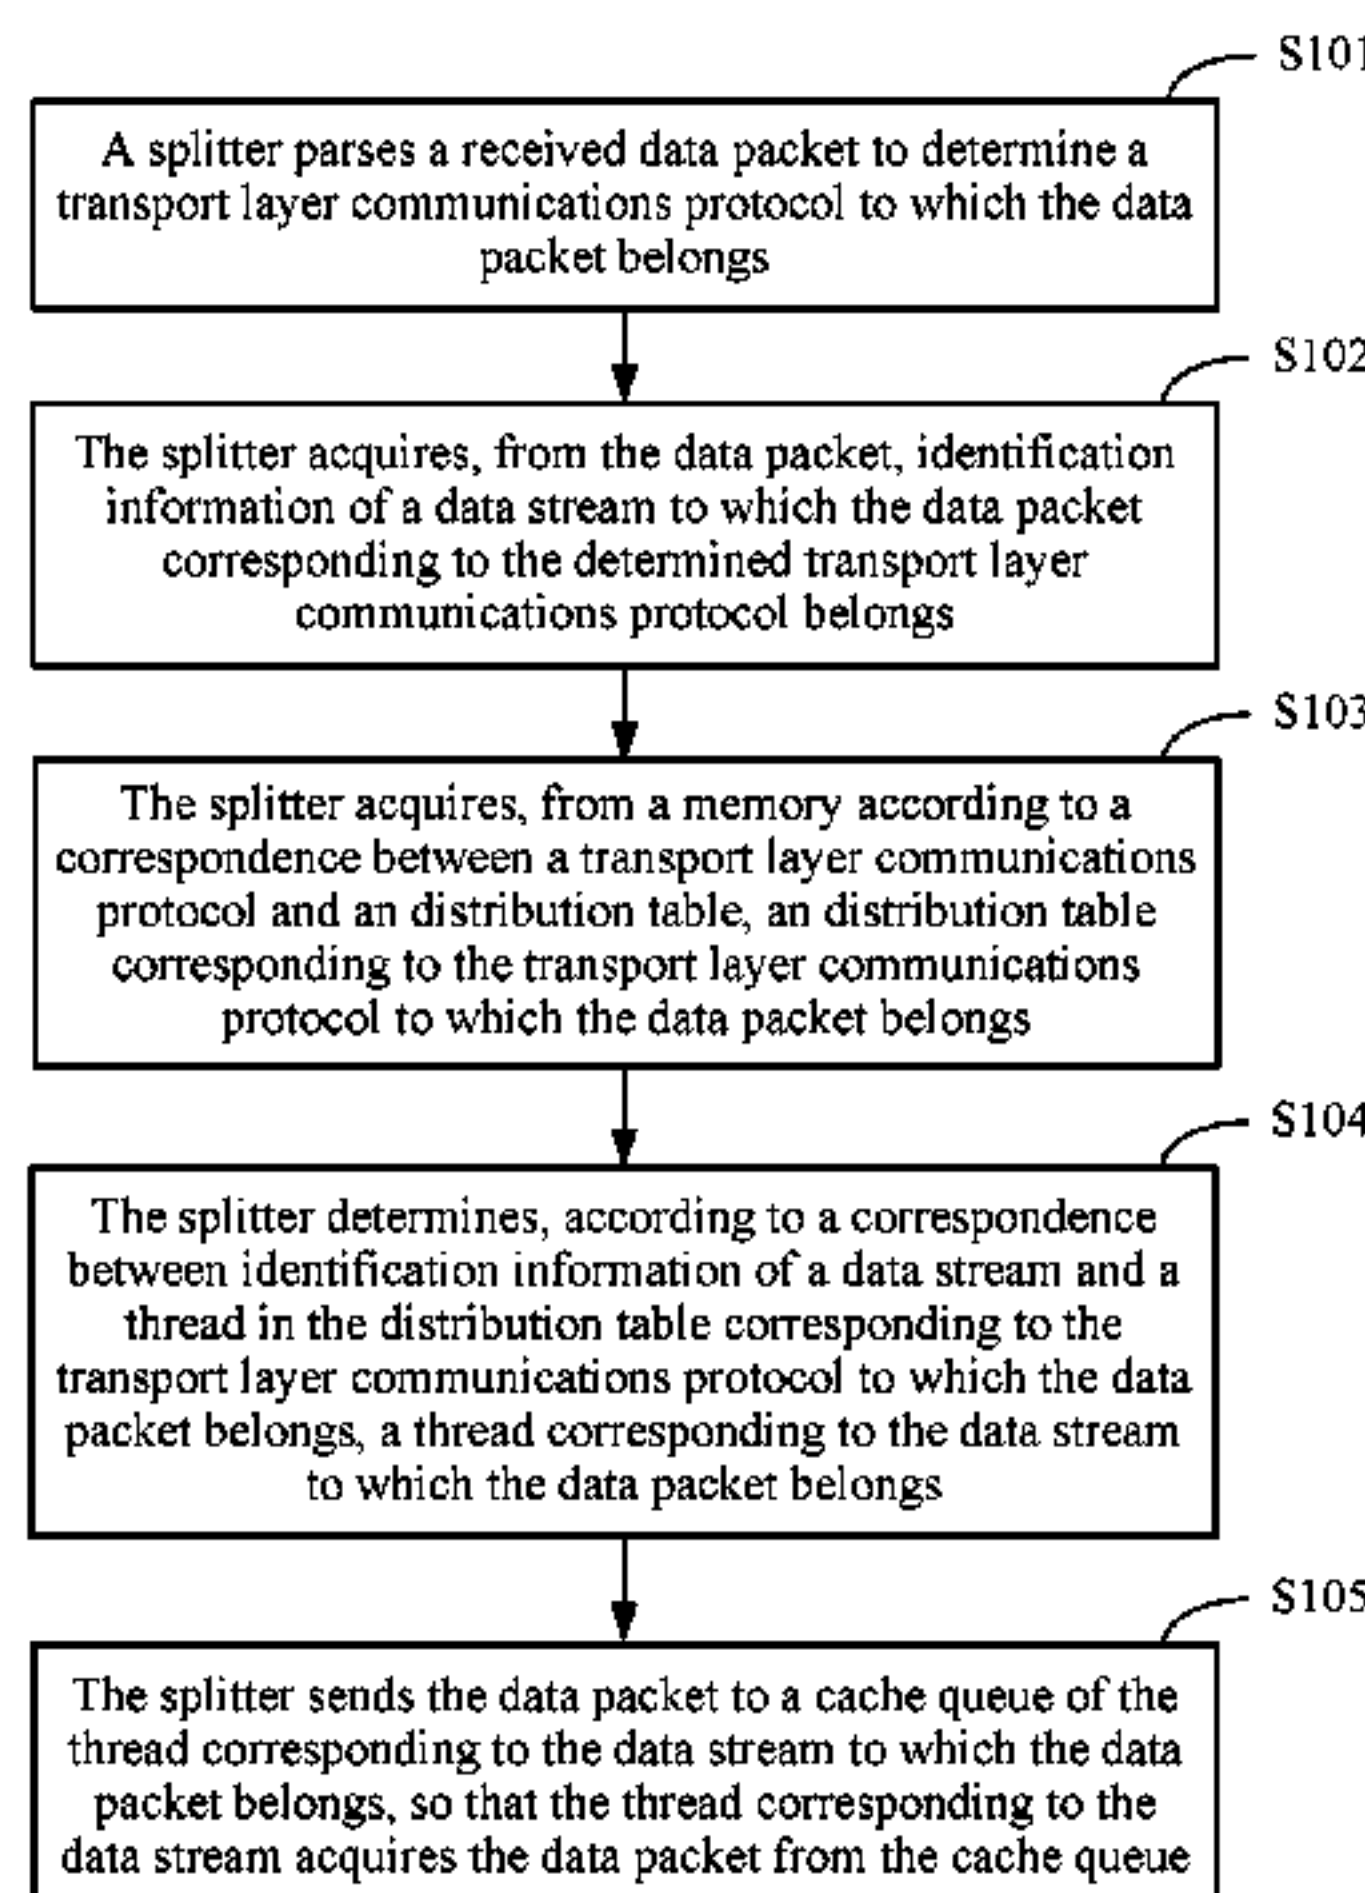 S101
A splitter parses a received data packet to determine a
transport layer communications protocol to which the data
packet belongs
S102
The splitter acquires, from the data packet, identification
information of a data stream to which the data packet
corresponding to the determined transport layer
communications protocol belongs
S103
The splitter acquires, from a memory according to a
correspondence between a transport layer communications
protocol and an distribution table, an distribution table
corresponding to the transport layer communications
protocol to which the data packet belongs
S104
The splitter determines, according to a correspondence
between identification information of a data stream and a
thread in the distribution table corresponding to the
transport layer communications protocol to which the data
packet belongs, a thread corresponding to the data stream
to which the data packet belongs
S105
The splitter sends the data packet to a cache queue of the
thread corresponding to the data stream to which the data
packet belongs, so that the thread corresponding to the
data stream acquires the data packet from the cache queue